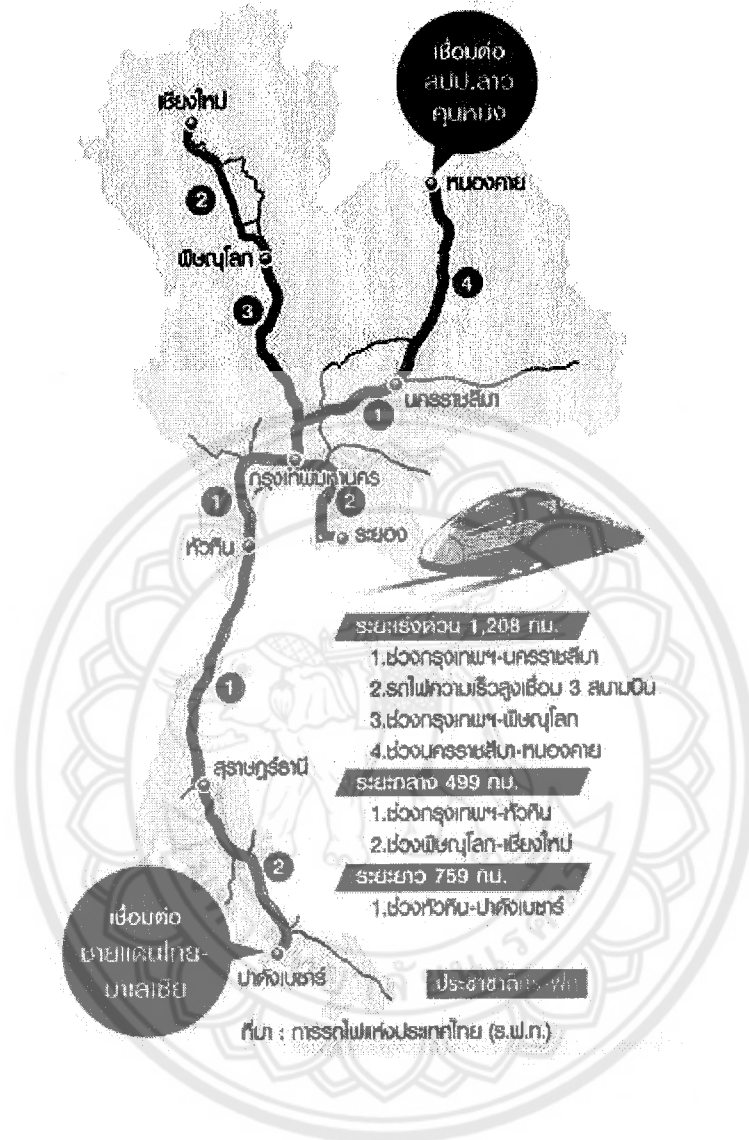 เชื่อมต่อ
สปป.ลาว
คุนหมิง
เชียงใหม่
หนองคาย
2
พิษณุโลก
4
3
นครราชสีมา
1
กรุงเทพมหานคร
1
2
หัวหิน
ระยอง
ระยะเร่งด่วน 1,208 กม.
1.ช่วงกรุงเทพฯ-นครราชสีมา
2.รถไฟความเร็วสูงเชื่อม 3 สนามบิน
3.ช่วงกรุงเทพฯ-พิษณุโลก
4.ช่วงนครราชสีมา-หนองคาย
1
สุราษฎร์ธานี
ระยะกลาง 499 กม.
1.ช่วงกรุงเทพฯ-หัวหิน
2.ช่วงพิษณุโลก-เชียงใหม่
2
ระยะยาว 759 กม.
1.ช่วงหัวหิน-ปาดังเบซาร์
เชื่อมต่อ
ชายแดนไทย-
มาเลเซีย
ปาดังเบซาร์
ที่มา : การรถไฟแห่งประเทศไทย (ร.ฟ.ท.)